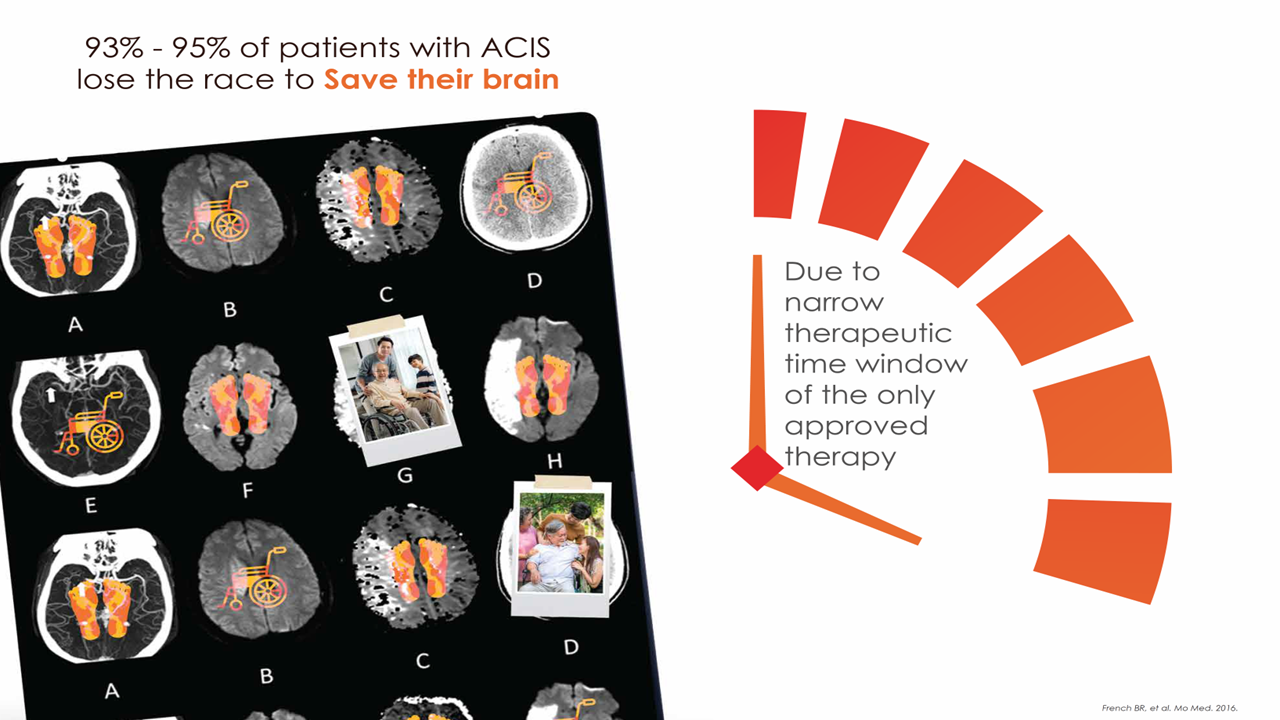 93% - 95% of patients with ACIS
lose the race to Save their brain
A
B
C
D
E
F
G
H
A
B
C
D
Due to
narrow
therapeutic
time window
of the only
approved
therapy
French BR, et al. Mo Med. 2016.